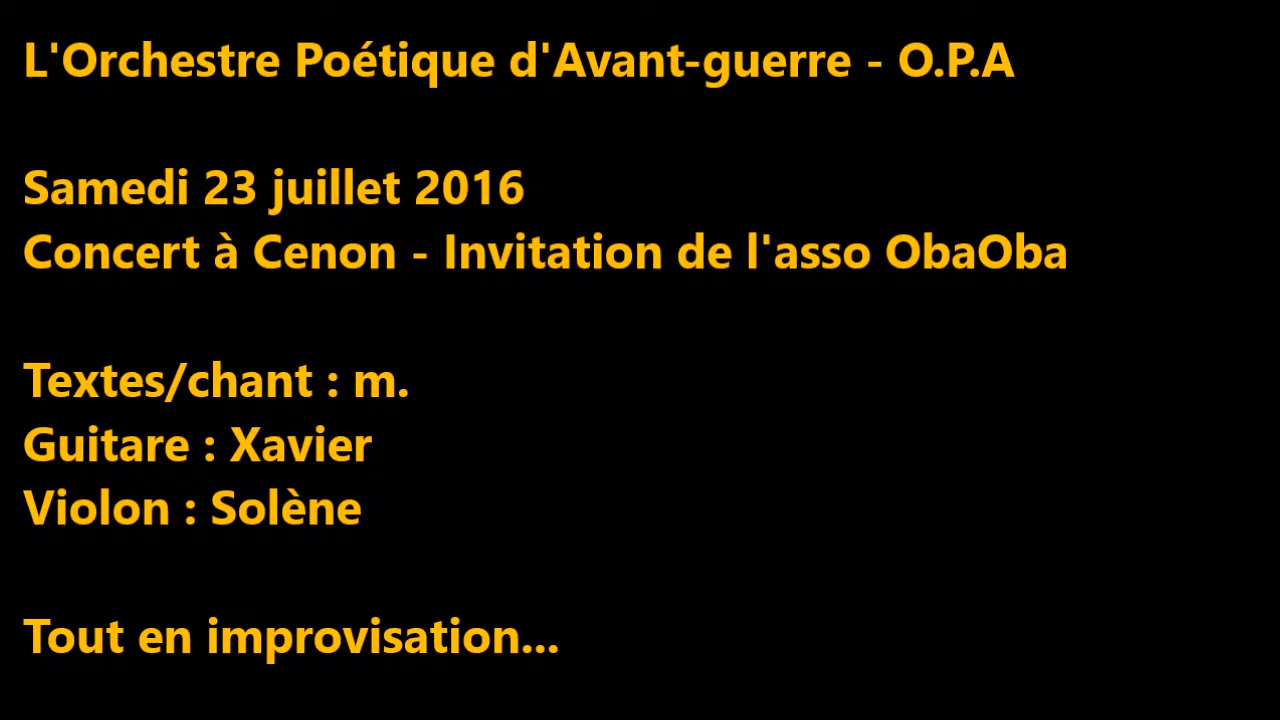 L'Orchestre Poétique d'Avant-guerre - O.P.A
Samedi 23 juillet 2016
Concert à Cenon - Invitation de l'asso ObaOba
Textes/chant : m.
Guitare : Xavier
Violon : Solène
Tout en improvisation...